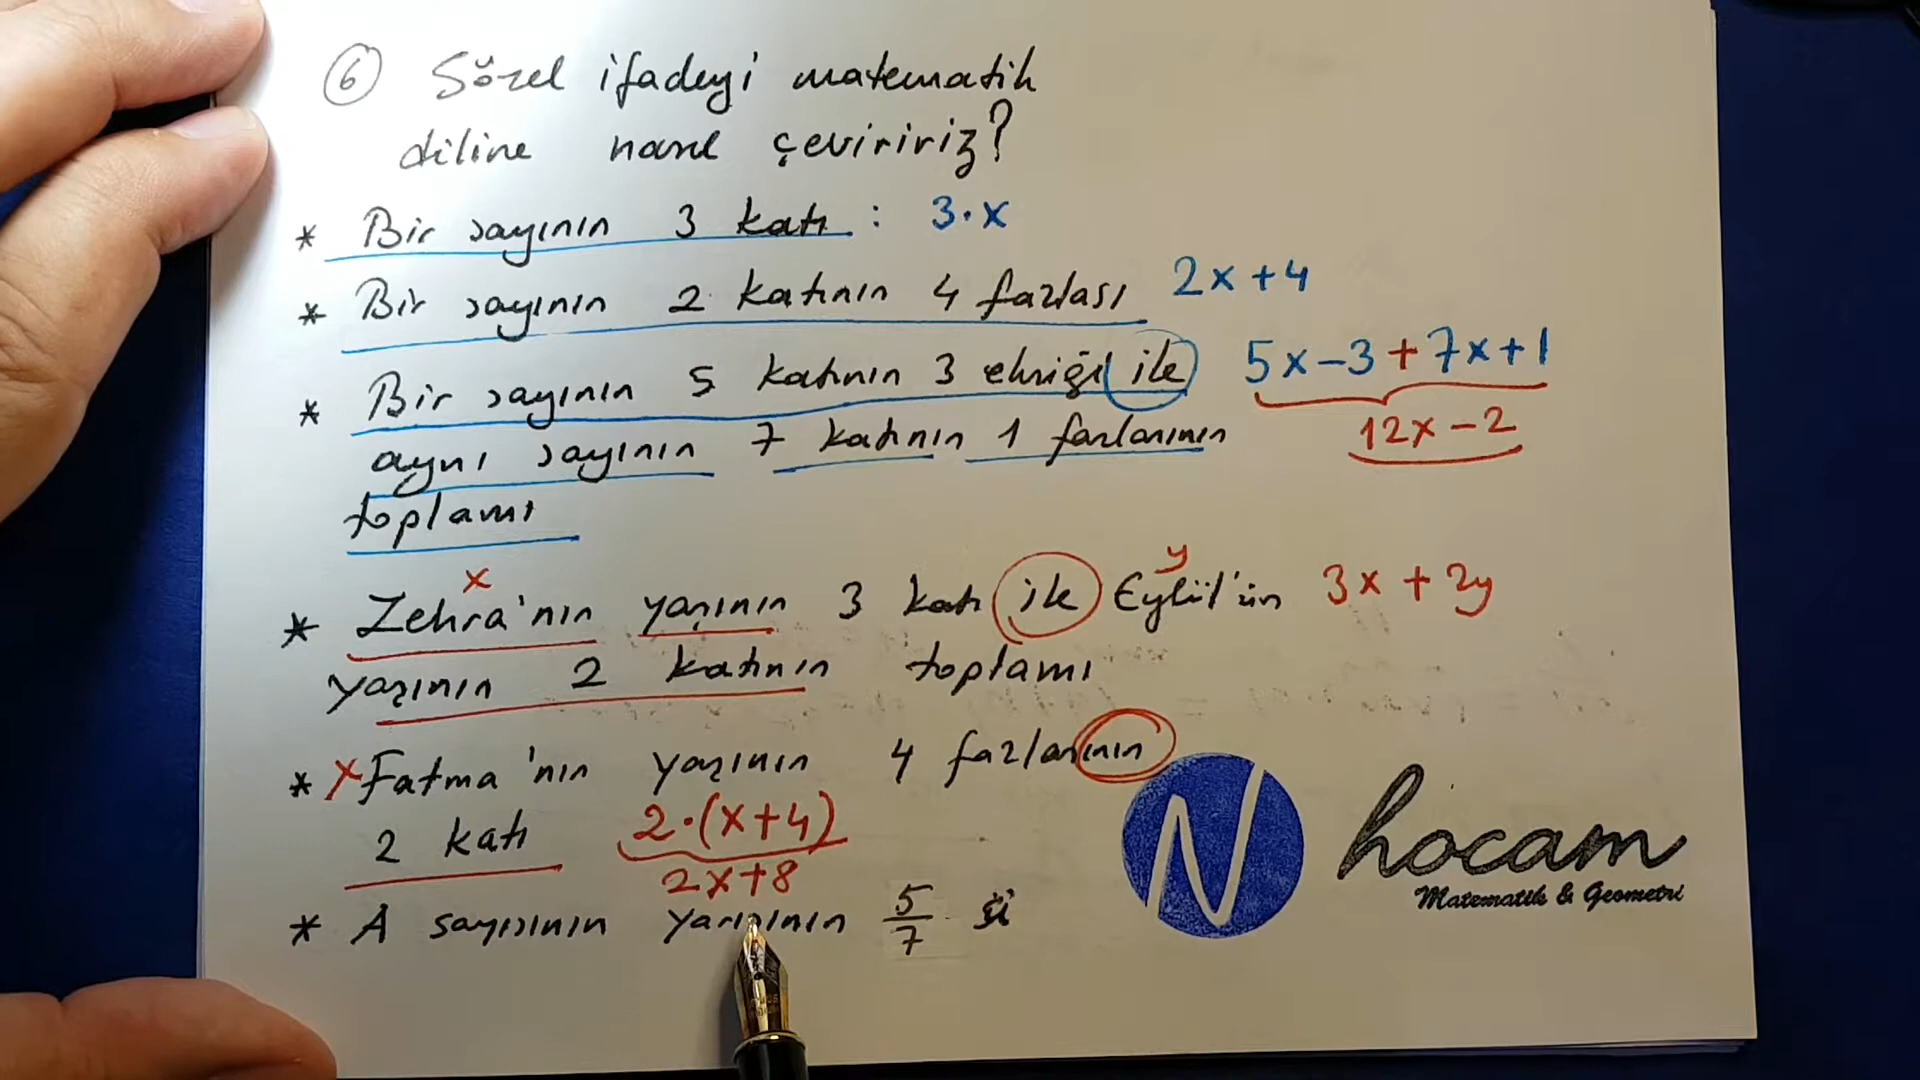 6 Sözel ifadeyi matematik
diline nasıl çeviririz?
* Bir sayının 3 katı : 3·x
* Bir sayının 2 katının 4 fazlası 2x+4
* Bir sayının 5 katının 3 eksiği ile 5x-3+7x+1
aynı sayının 7 katının 1 fazlasının 12x-2
toplamı
x y
* Zehra'nın yaşının 3 katı ile Eylül'ün 3x + 2y
yaşının 2 katının toplamı
* x Fatma'nın yaşının 4 fazlasının
2 katı 2·(x+4)
2x+8
* A sayısının yarısının 5/7 si
N hocam
Matematik & Geometri